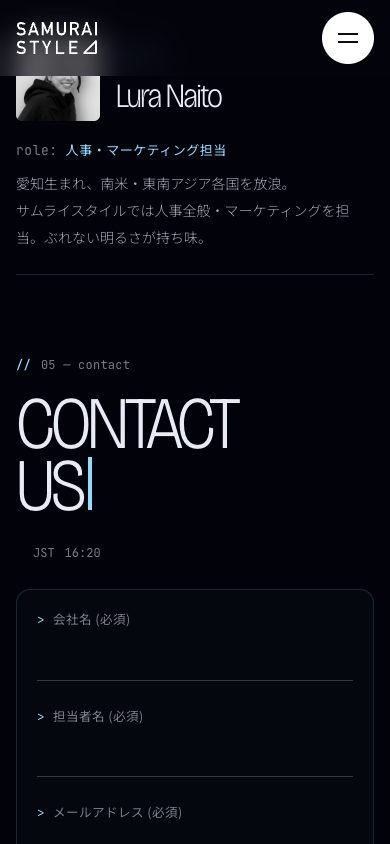 SAMURAI
STYLE
Lura Naito
role: 人事・マーケティング担当
愛知生まれ、南米・東南アジア各国を放浪。
サムライスタイルでは人事全般・マーケティングを担
当。ぶれない明るさが持ち味。
// 05 — contact
CONTACT
US
JST 16:20
> 会社名 (必須)
> 担当者名 (必須)
> メールアドレス (必須)